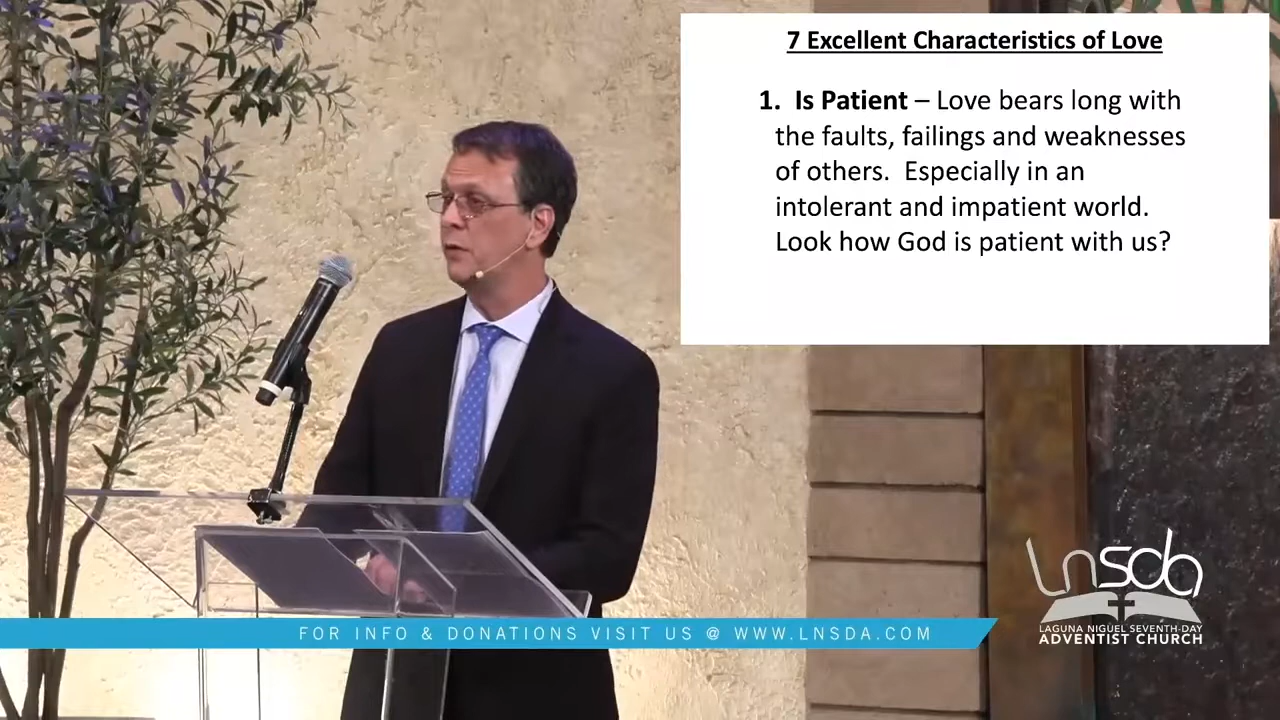 7 Excellent Characteristics of Love
1. Is Patient – Love bears long with
the faults, failings and weaknesses
of others. Especially in an
intolerant and impatient world.
Look how God is patient with us?
FOR INFO & DONATIONS VISIT US @ WWW.LNSDA.COM
lnsda
LAGUNA NIGUEL SEVENTH-DAY
ADVENTIST CHURCH